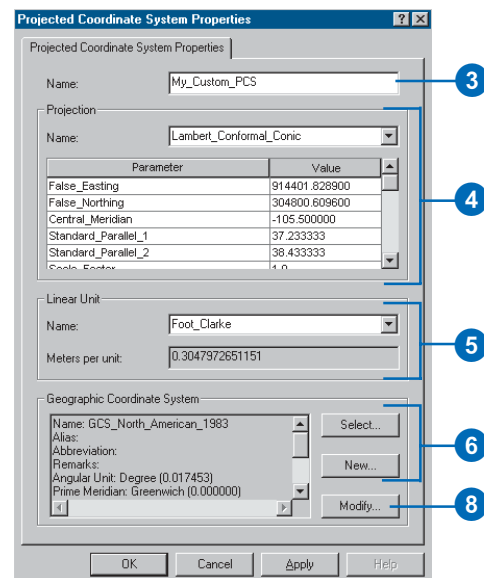 Projected Coordinate System Properties
Projected Coordinate System Properties
Name: My_Custom_PCS
3
Projection
Name: Lambert_Conformal_Conic
Parameter Value
False_Easting 914401.828900
False_Northing 304800.609600
Central_Meridian -105.500000
Standard_Parallel_1 37.233333
Standard_Parallel_2 38.433333
4
Linear Unit
Name: Foot_Clarke
Meters per unit: 0.3047972651151
5
Geographic Coordinate System
Name: GCS_North_American_1983
Alias:
Abbreviation:
Remarks:
Angular Unit: Degree (0.017453)
Prime Meridian: Greenwich (0.000000)
Select...
New...
6
Modify...
8
OK Cancel Apply Help